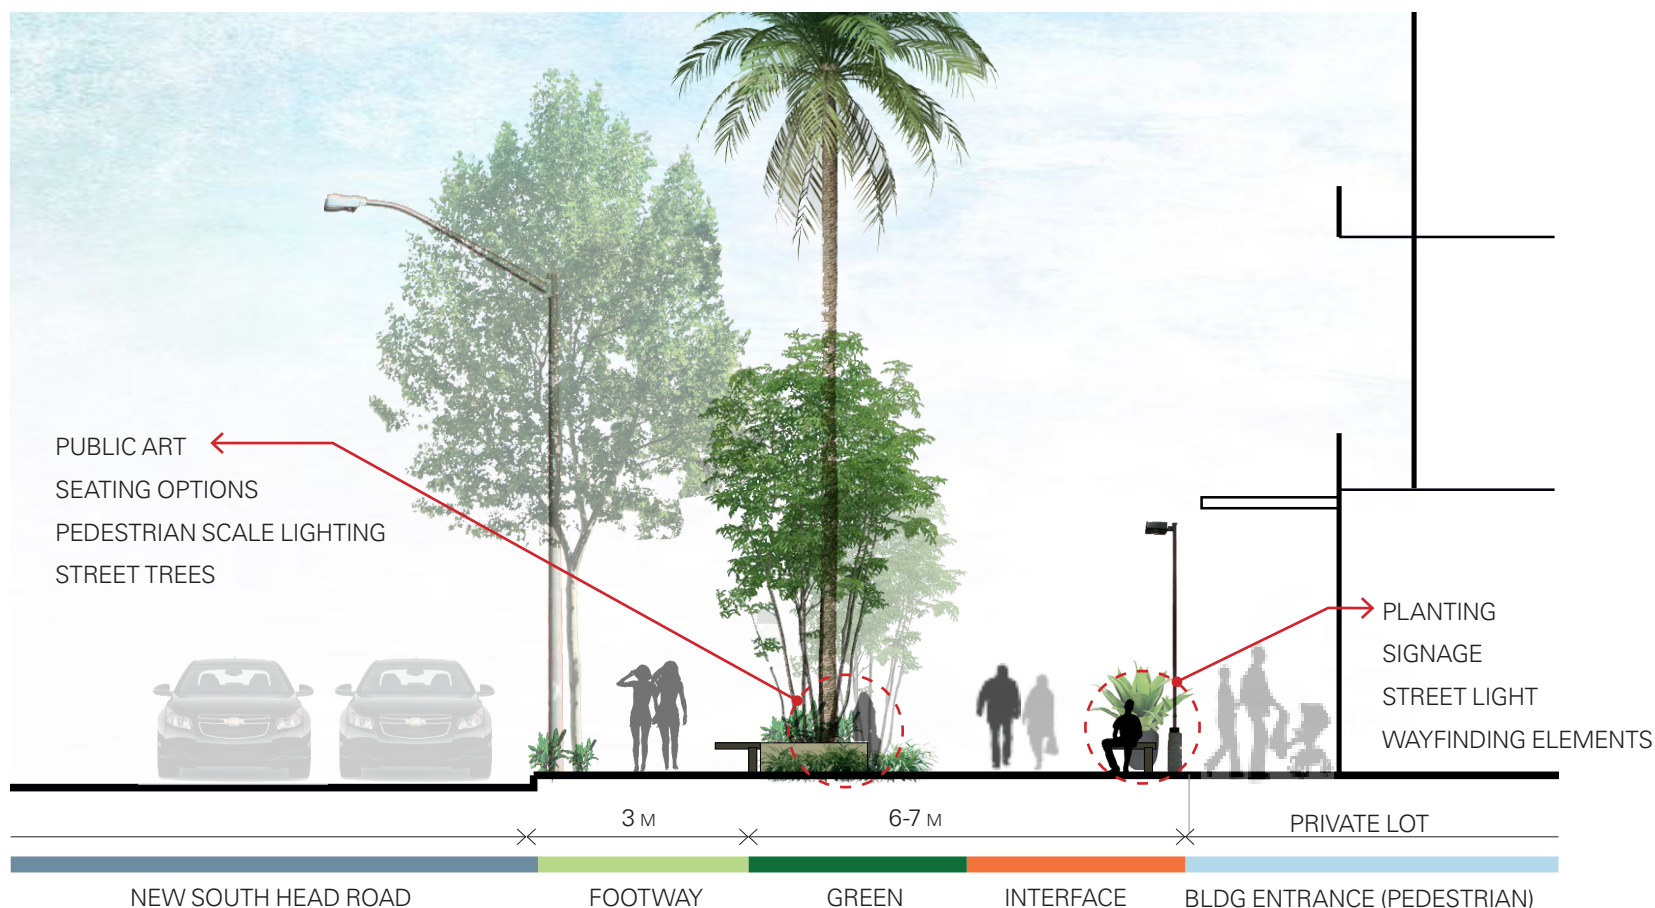 PUBLIC ART
SEATING OPTIONS
PEDESTRIAN SCALE LIGHTING
STREET TREES
PLANTING
SIGNAGE
STREET LIGHT
WAYFINDING ELEMENTS
3 M
6-7 M
PRIVATE LOT
NEW SOUTH HEAD ROAD
FOOTWAY
GREEN
INTERFACE
BLDG ENTRANCE (PEDESTRIAN)